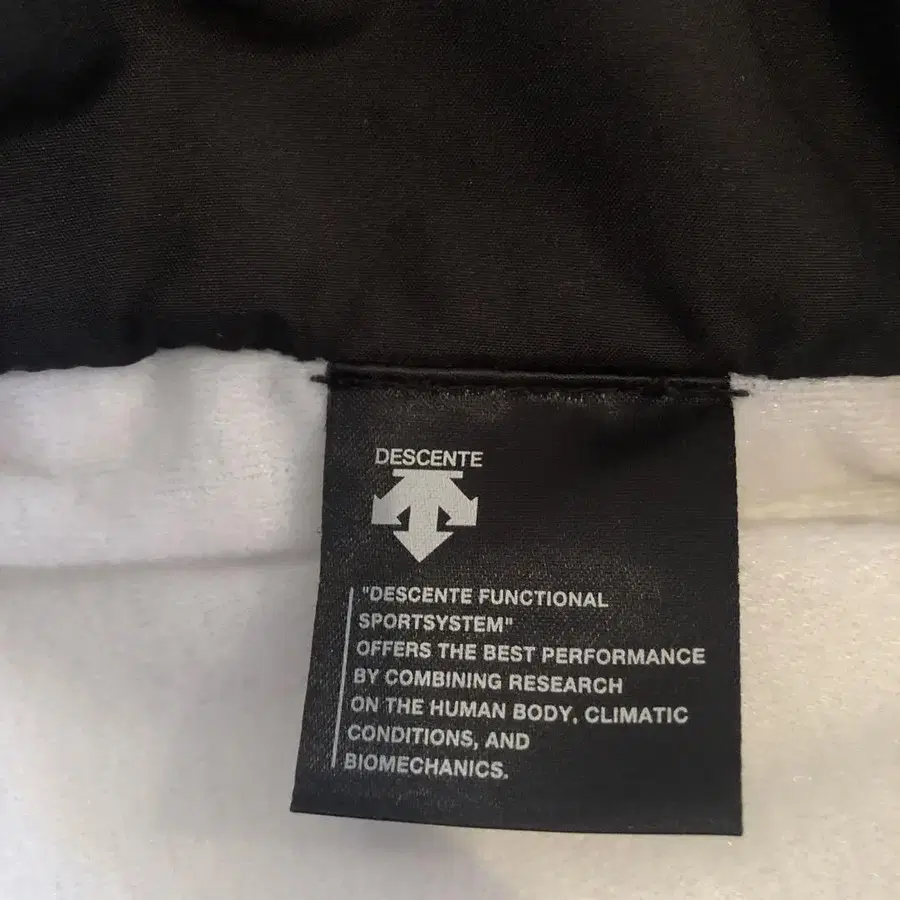 DESCENTE
"DESCENTE FUNCTIONAL
SPORTSYSTEM"
OFFERS THE BEST PERFORMANCE
BY COMBINING RESEARCH
ON THE HUMAN BODY, CLIMATIC
CONDITIONS, AND
BIOMECHANICS.